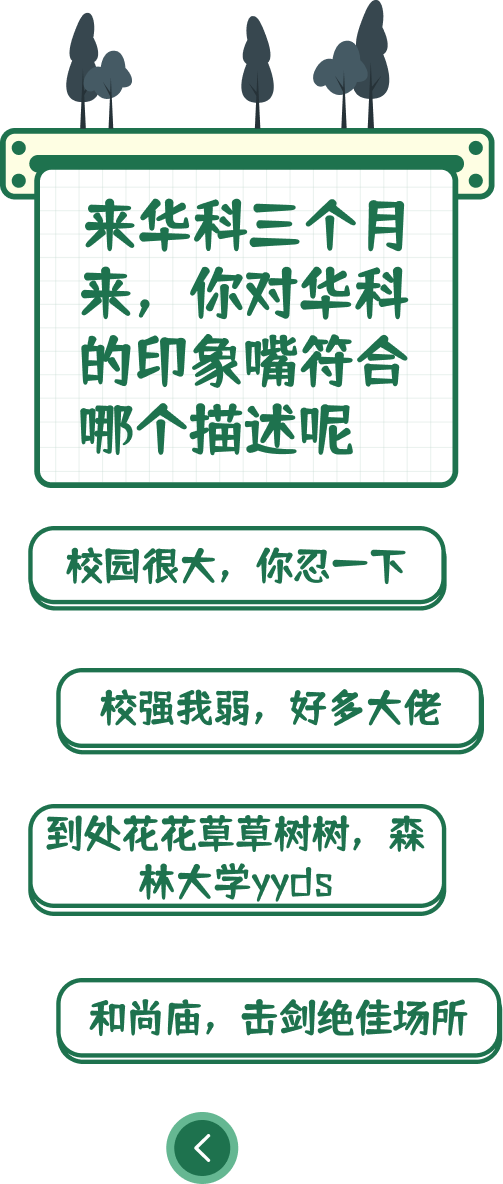 来华科三个月
来，你对华科
的印象嘴符合
哪个描述呢
校园很大，你忍一下
校强我弱，好多大佬
到处花花草草树树，森
林大学yyds
和尚庙，击剑绝佳场所